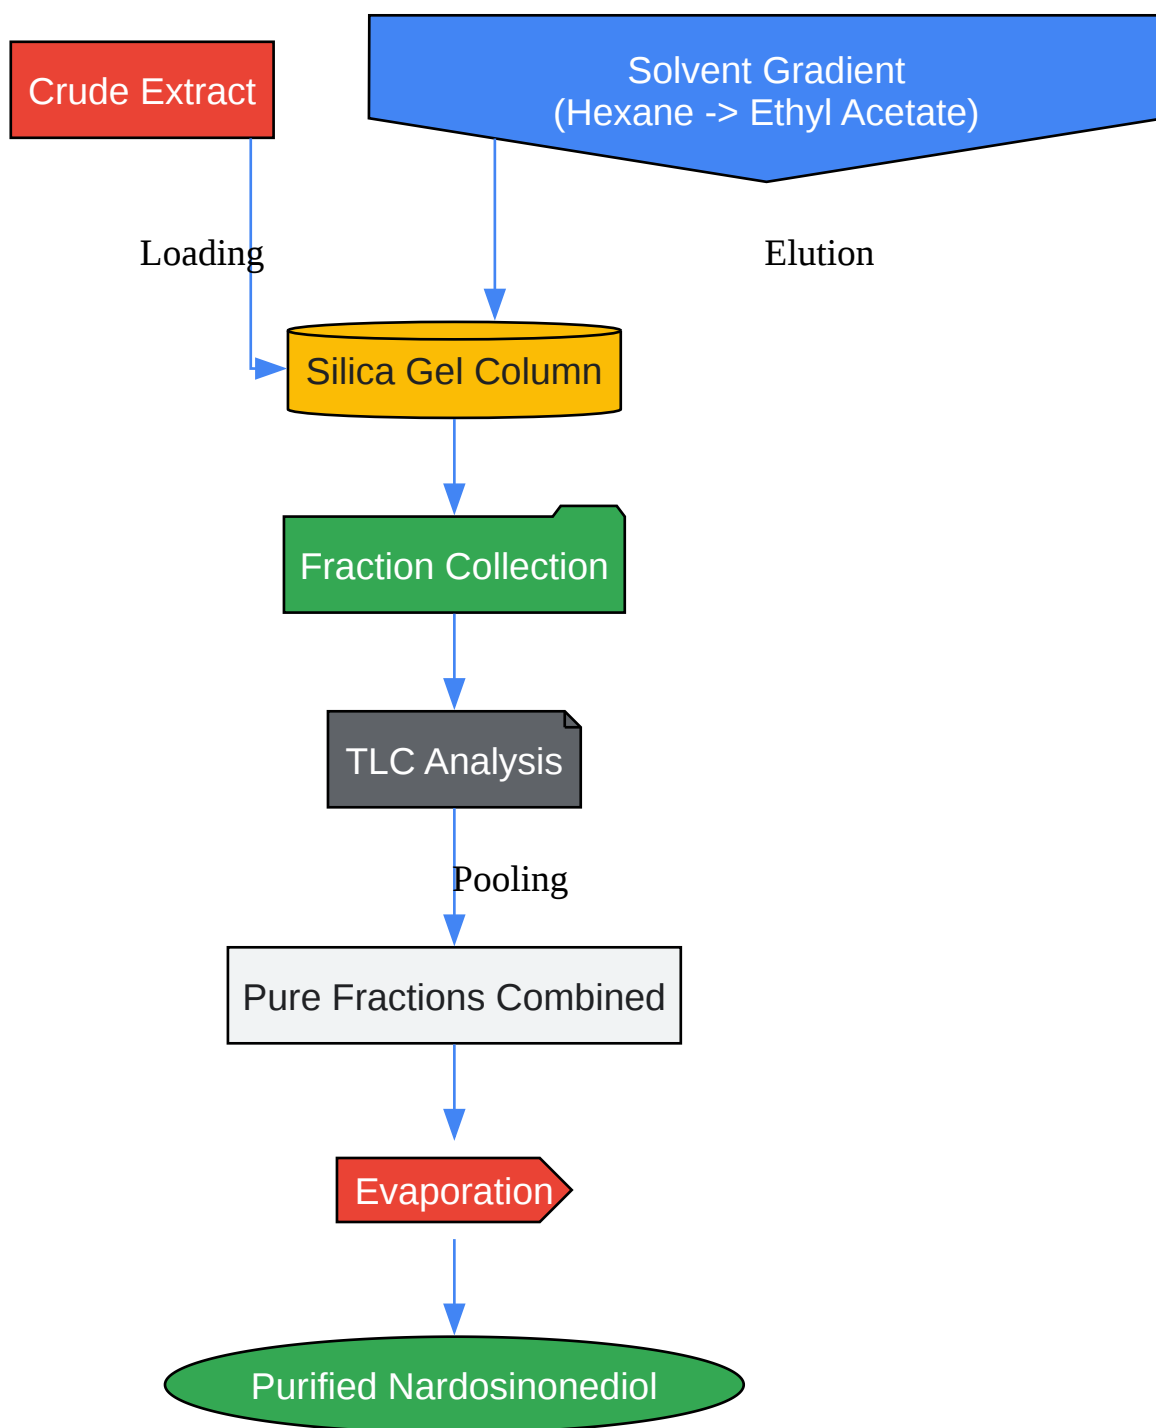 Crude Extract
Solvent Gradient
(Hexane -> Ethyl Acetate)
Loading
Elution
Silica Gel Column
Fraction Collection
TLC Analysis
Pooling
Pure Fractions Combined
Evaporation
Purified Nardosinonediol